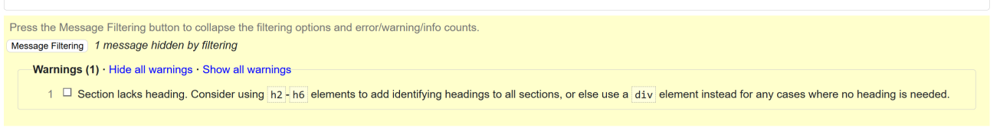 Press the Message Filtering button to collapse the filtering options and error/warning/info counts.
Message Filtering 1 message hidden by filtering
Warnings (1) · Hide all warnings · Show all warnings
1 Section lacks heading. Consider using h2-h6 elements to add identifying headings to all sections, or else use a div element instead for any cases where no heading is needed.